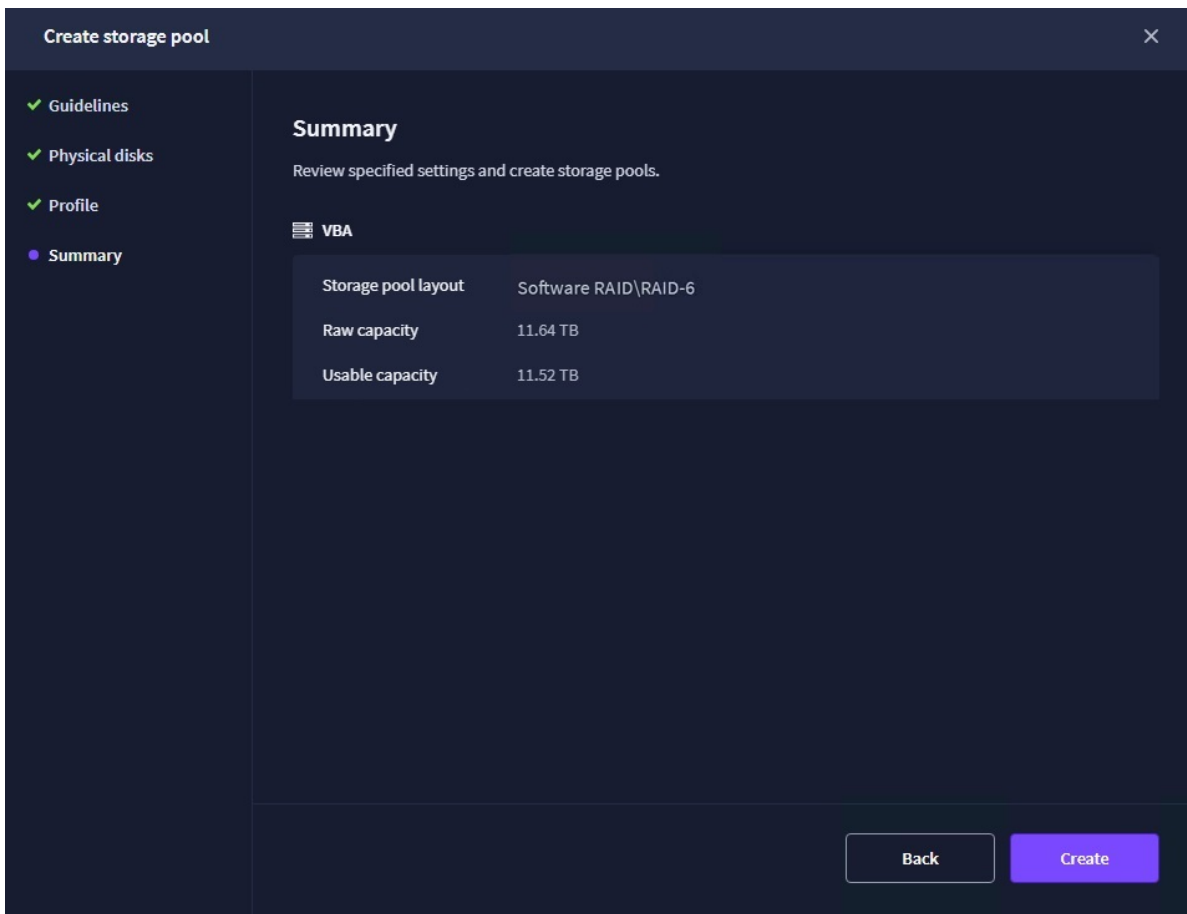 Create storage pool
Guidelines
Physical disks
Profile
Summary
Summary
Review specified settings and create storage pools.
VBA
Storage pool layout Software RAID\RAID-6
Raw capacity 11.64 TB
Usable capacity 11.52 TB
Back Create